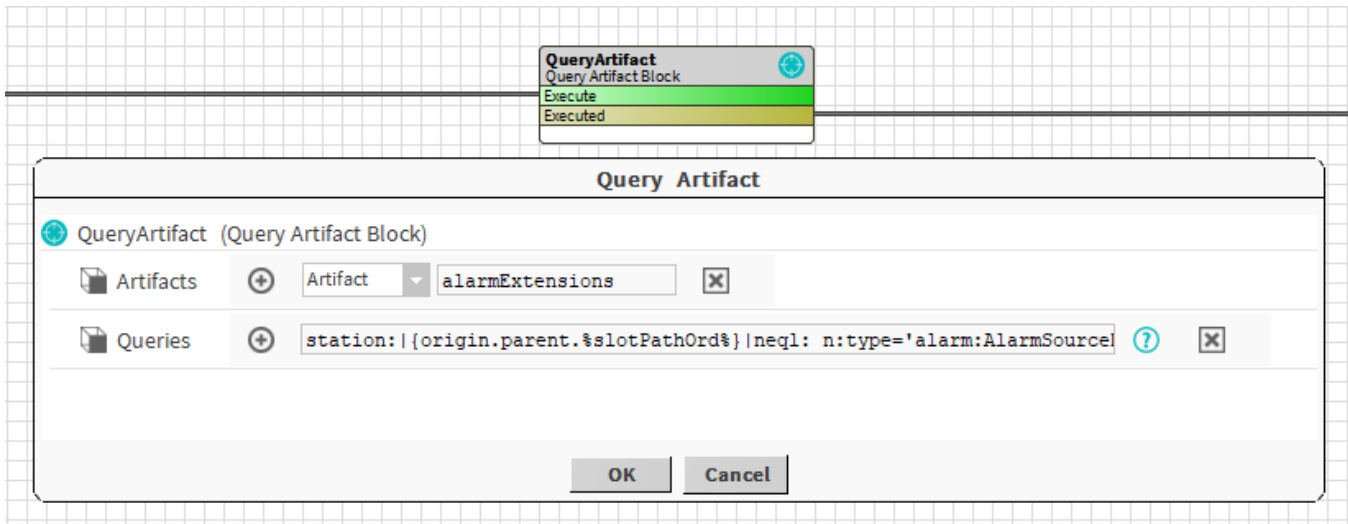 QueryArtifact
Query Artifact Block
Execute
Executed
Query Artifact
QueryArtifact (Query Artifact Block)
Artifacts Artifact alarmExtensions
Queries station:|{origin.parent.%slotPathOrd%}|neql: n:type='alarm:AlarmSource
OK Cancel